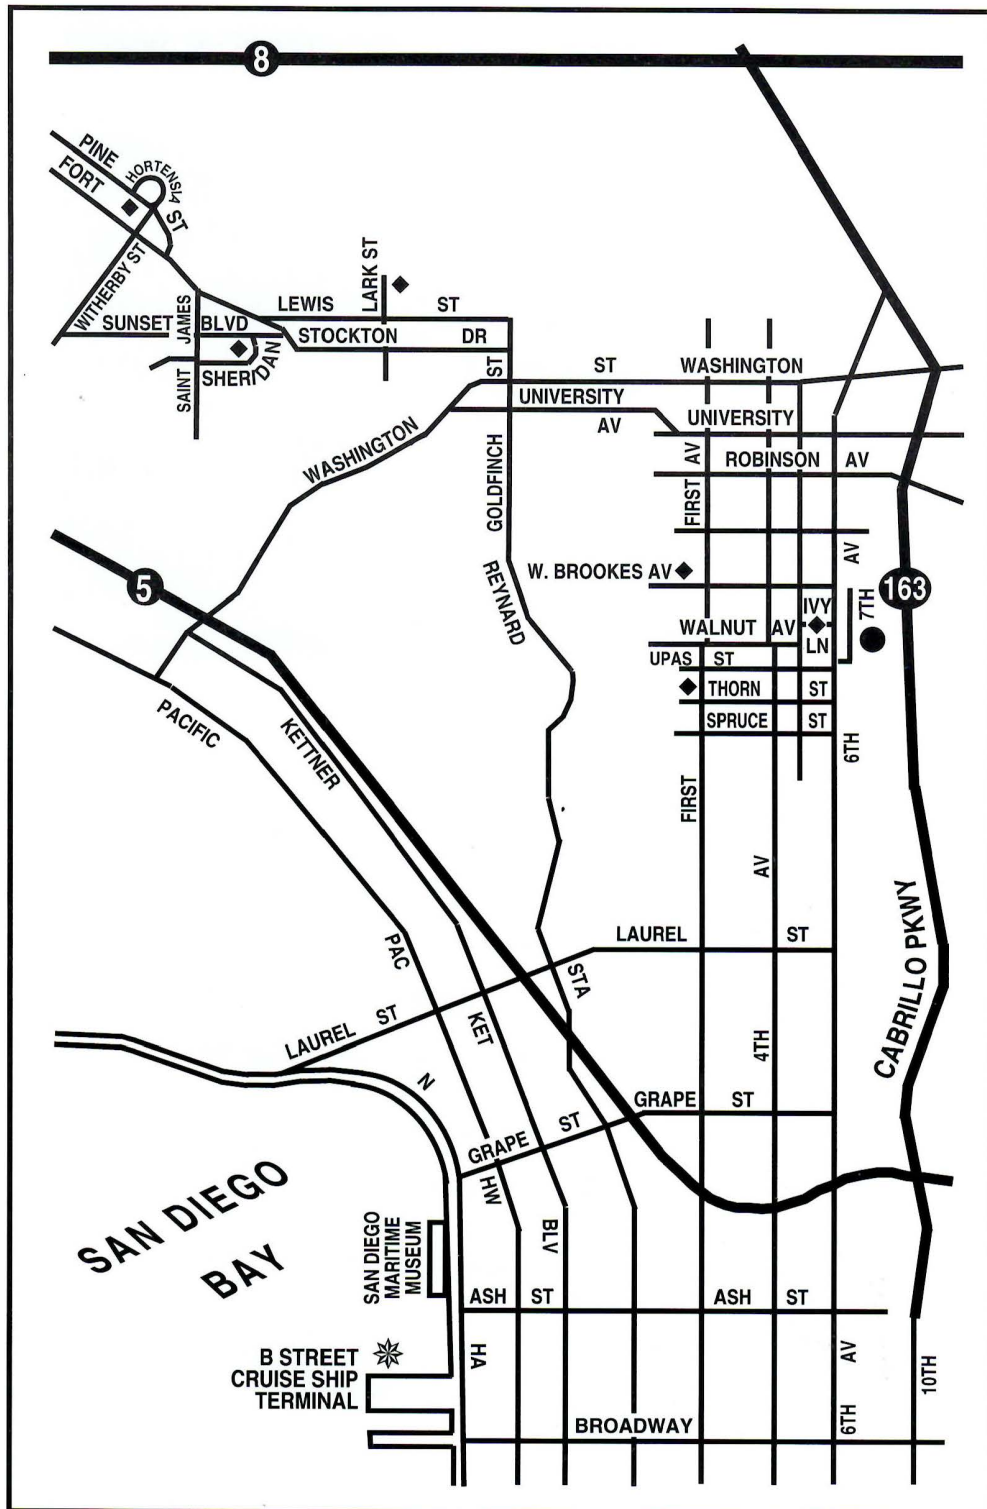 8
PINE
FORT
HORTENSIA
ST
WITHERBY ST
LARK ST
LEWIS ST
SUNSET BLVD
STOCKTON DR
SAINT JAMES
SHERIDAN
ST WASHINGTON
UNIVERSITY
AV
UNIVERSITY
WASHINGTON
ROBINSON AV
FIRST AV
GOLDFINCH ST
AV
5
W. BROOKES AV
163
REYNARD
IVY
LN
7TH
WALNUT AV
UPAS ST
THORN ST
SPRUCE ST
PACIFIC
KETTNER
6TH
FIRST
AV
CABRILLO PKWY
LAUREL ST
PAC
STA
LAUREL ST
KET
4TH
N
GRAPE ST
GRAPE ST
HW
SAN DIEGO
BAY
BLV
SAN DIEGO
MARITIME
MUSEUM
ASH ST
ASH ST
HA
AV
B STREET
CRUISE SHIP
TERMINAL
10TH
6TH
BROADWAY